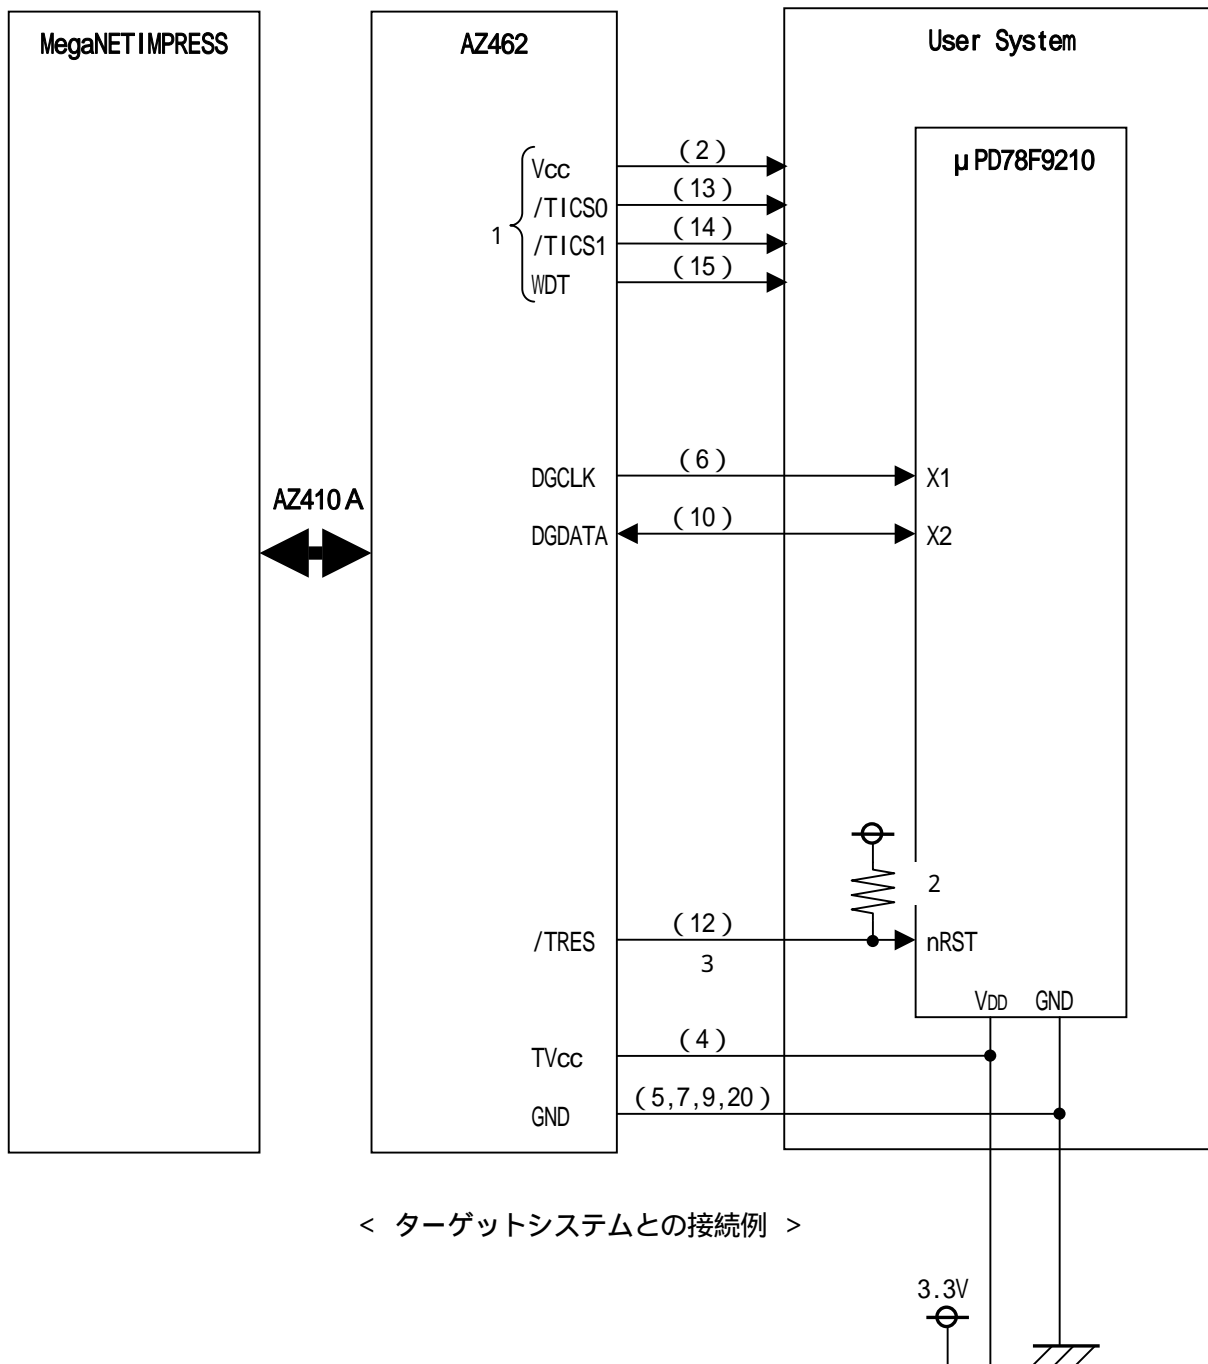 MegaNETIMPRESS
AZ462
User System
μPD78F9210
Vcc
(2)
/TICS0
(13)
1
/TICS1
(14)
WDT
(15)
DGCLK
(6)
X1
AZ410A
DGDATA
(10)
X2
2
/TRES
(12)
nRST
3
VDD
GND
TVcc
(4)
GND
(5,7,9,20)
< ターゲットシステムとの接続例 >
3.3V